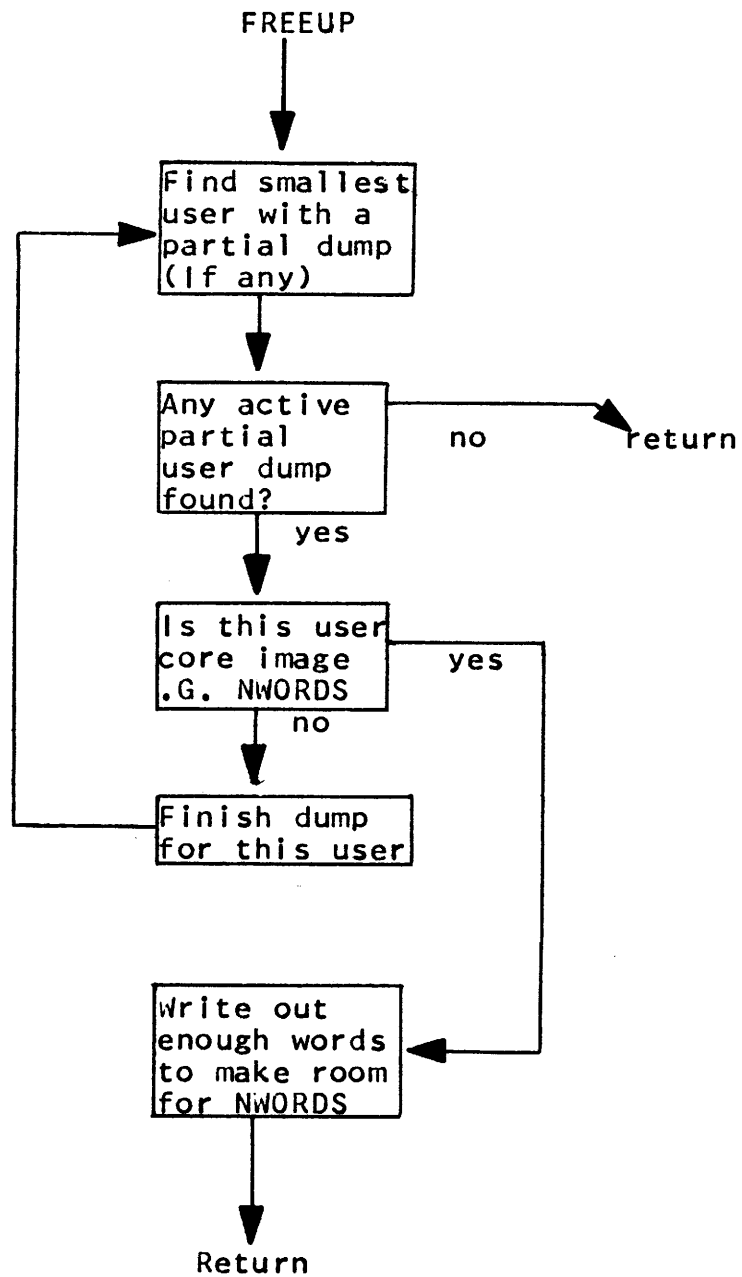 FREEUP
Find smallest
user with a
partial dump
(If any)
Any active
partial
user dump
found?
no
return
yes
Is this user
core image
.G. NWORDS
yes
no
Finish dump
for this user
Write out
enough words
to make room
for NWORDS
Return